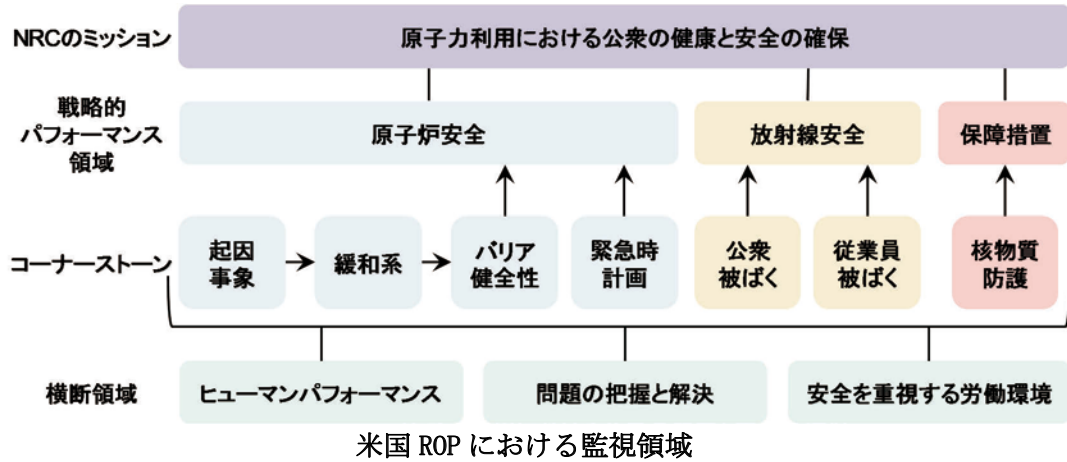 NRCのミッション
原子力利用における公衆の健康と安全の確保
戦略的
パフォーマンス
領域
原子炉安全
放射線安全
保障措置
コーナーストーン
起因
事象
緩和系
バリア
健全性
緊急時
計画
公衆
被ばく
従業員
被ばく
核物質
防護
横断領域
ヒューマンパフォーマンス
問題の把握と解決
安全を重視する労働環境
米国 ROP における監視領域